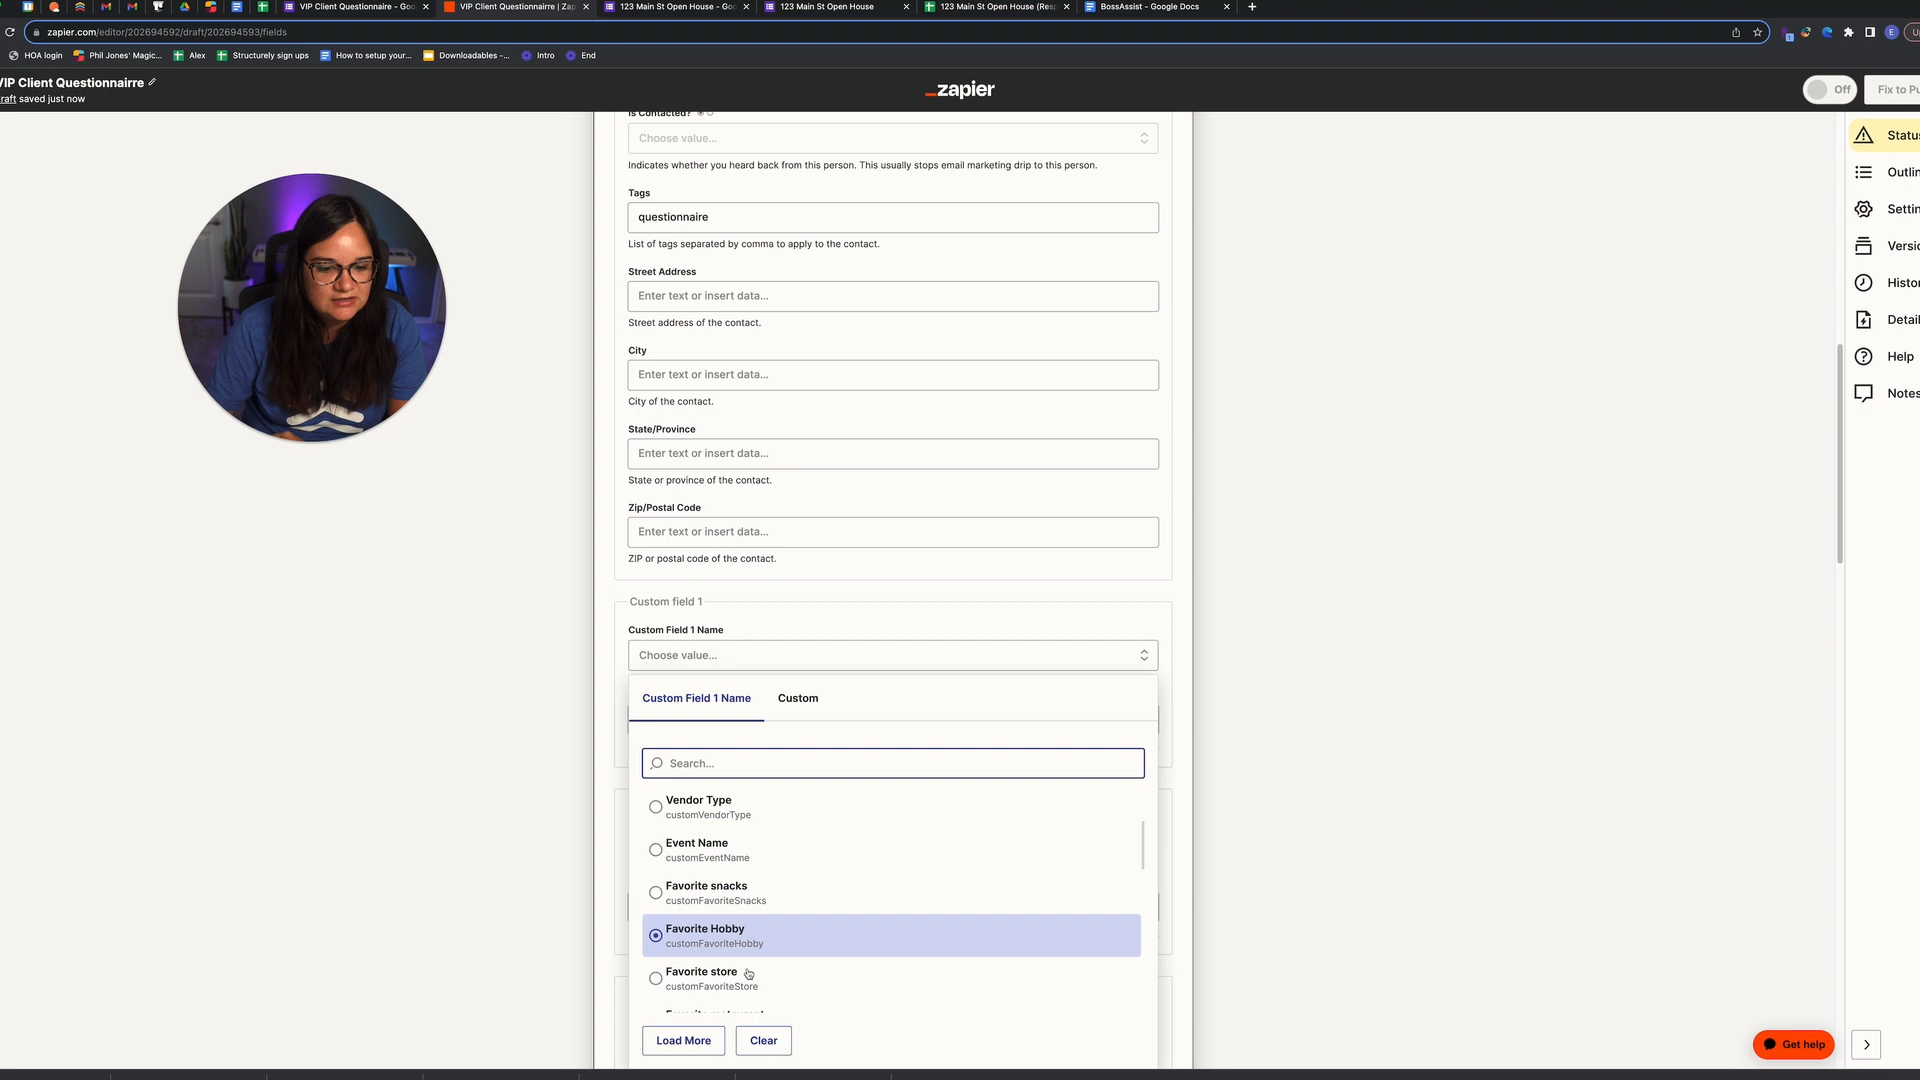 VIP Client Questionnaire - Goo...
VIP Client Questionnaire | Zap
123 Main St Open House - Goo
123 Main St Open House
123 Main St Open House (Resp
BossAssist - Google Docs
zapier.com/editor/202694592/draft/202694593/fields
HOA login
Phil Jones' Magic...
Alex
Structurely sign ups
How to setup your...
Downloadables -...
Intro
End
VIP Client Questionnairre
raft saved just now
zapier
Off
Fix to Pu
Is Contacted?
Choose value...
Indicates whether you heard back from this person. This usually stops email marketing drip to this person.
Tags
questionnaire
List of tags separated by comma to apply to the contact.
Street Address
Enter text or insert data...
Street address of the contact.
City
Enter text or insert data...
City of the contact.
State/Province
Enter text or insert data...
State or province of the contact.
Zip/Postal Code
Enter text or insert data...
ZIP or postal code of the contact.
Custom field 1
Custom Field 1 Name
Choose value...
Custom Field 1 Name
Custom
Search...
Vendor Type
customVendorType
Event Name
customEventName
Favorite snacks
customFavoriteSnacks
Favorite Hobby
customFavoriteHobby
Favorite store
customFavoriteStore
Load More
Clear
Status
Outlin
Settin
Versio
Histor
Detail
Help
Notes
Get help